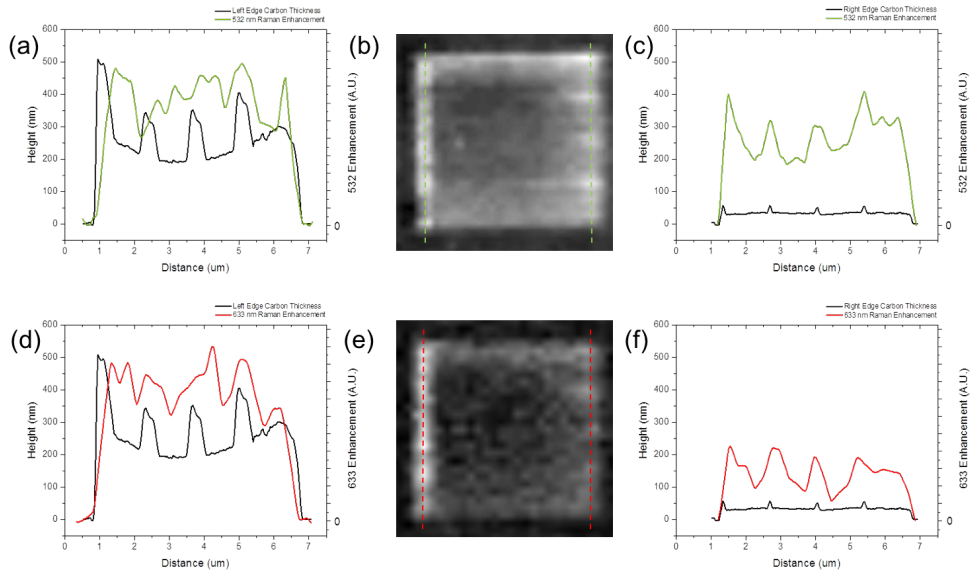 Left Edge Carbon Thickness
532 nm Raman Enhancement
Right Edge Carbon Thickness
532 nm Raman Enhancement
(a)
(b)
(c)
600
500
400
300
200
100
0
Height (nm)
0
532 Enhancement (A.U.)
0 1 2 3 4 5 6 7
Distance (um)
600
500
400
300
200
100
0
Height (nm)
0
532 Enhancement (A.U.)
0 1 2 3 4 5 6 7
Distance (um)
Left Edge Carbon Thickness
633 nm Raman Enhancement
Right Edge Carbon Thickness
533 nm Raman Enhancement
(d)
(e)
(f)
600
500
400
300
200
100
0
Height (nm)
0
633 Enhancement (A.U.)
0 1 2 3 4 5 6 7
Distance (um)
600
500
400
300
200
100
0
Height (nm)
0
633 Enhancement (A.U.)
0 1 2 3 4 5 6 7
Distance (um)